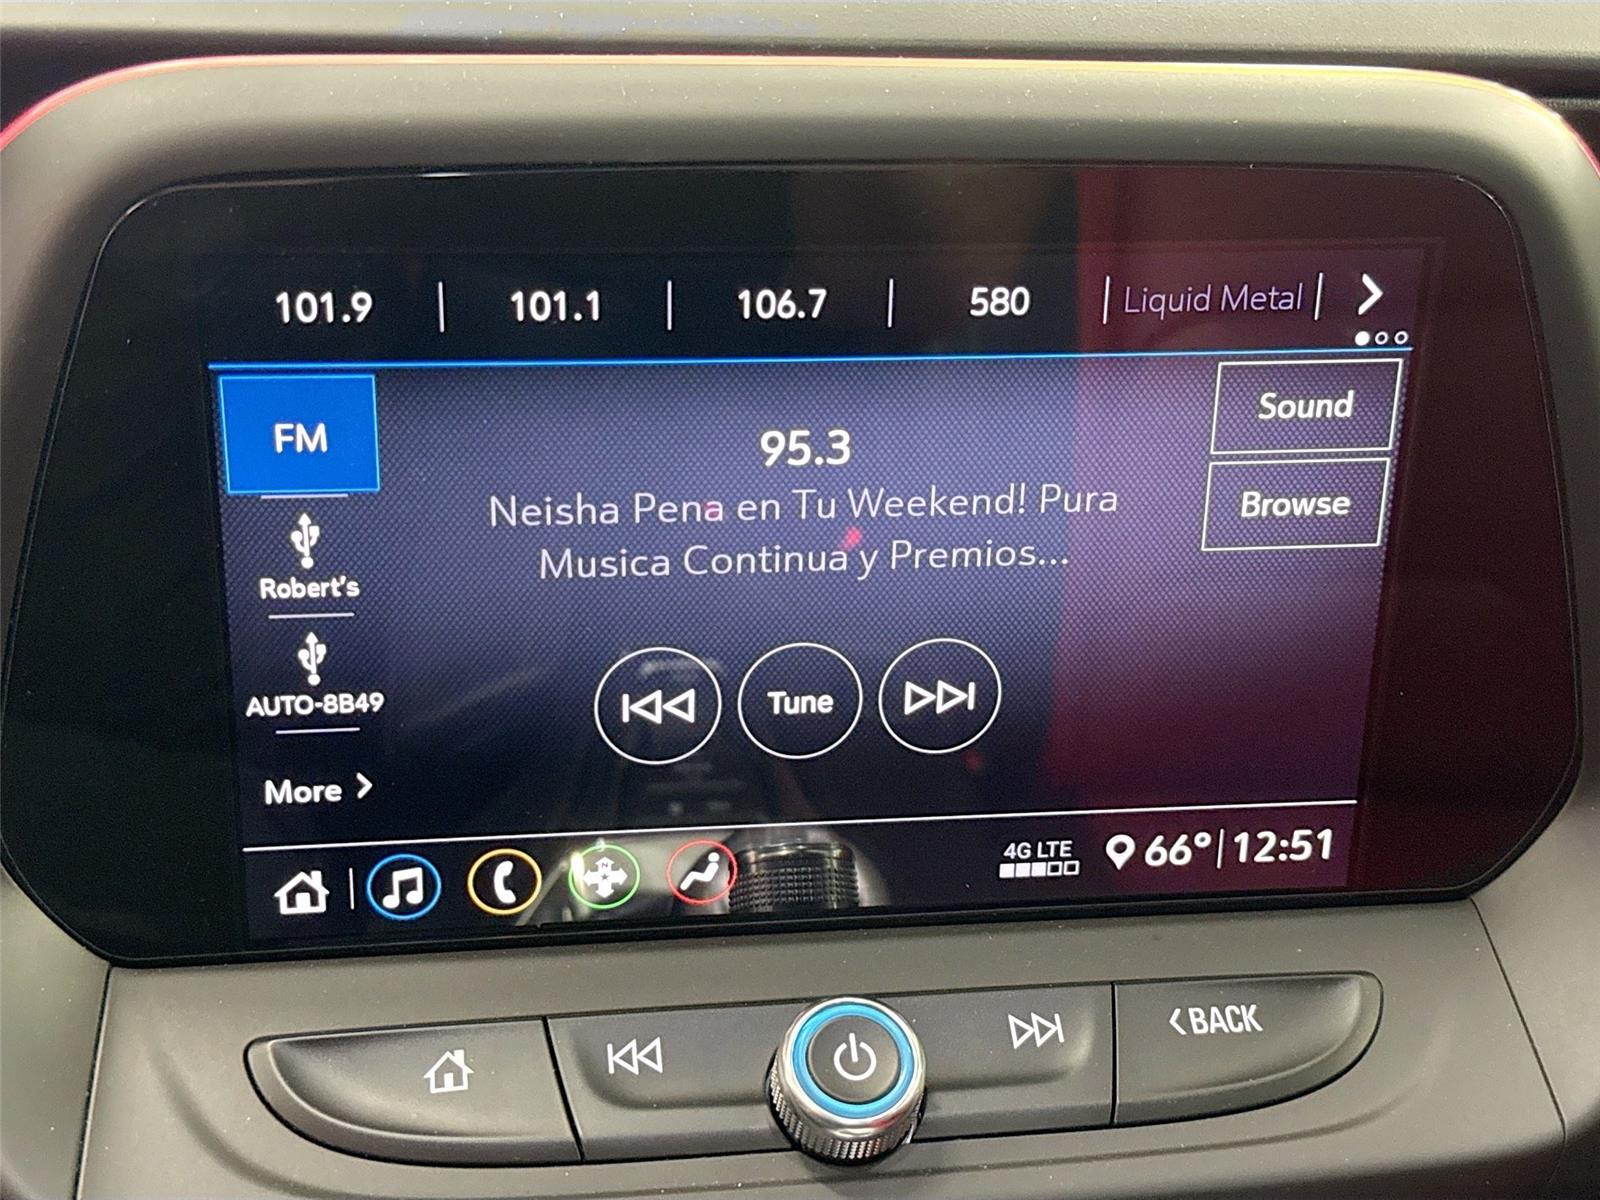 101.9 | 101.1 | 106.7 | 580 | Liquid Metal |
FM
95.3
Sound
Neisha Pena en Tu Weekend! Pura
Musica Continua y Premios...
Browse
Robert's
AUTO-8B49
Tune
More
4G LTE
66° | 12:51
N
BACK